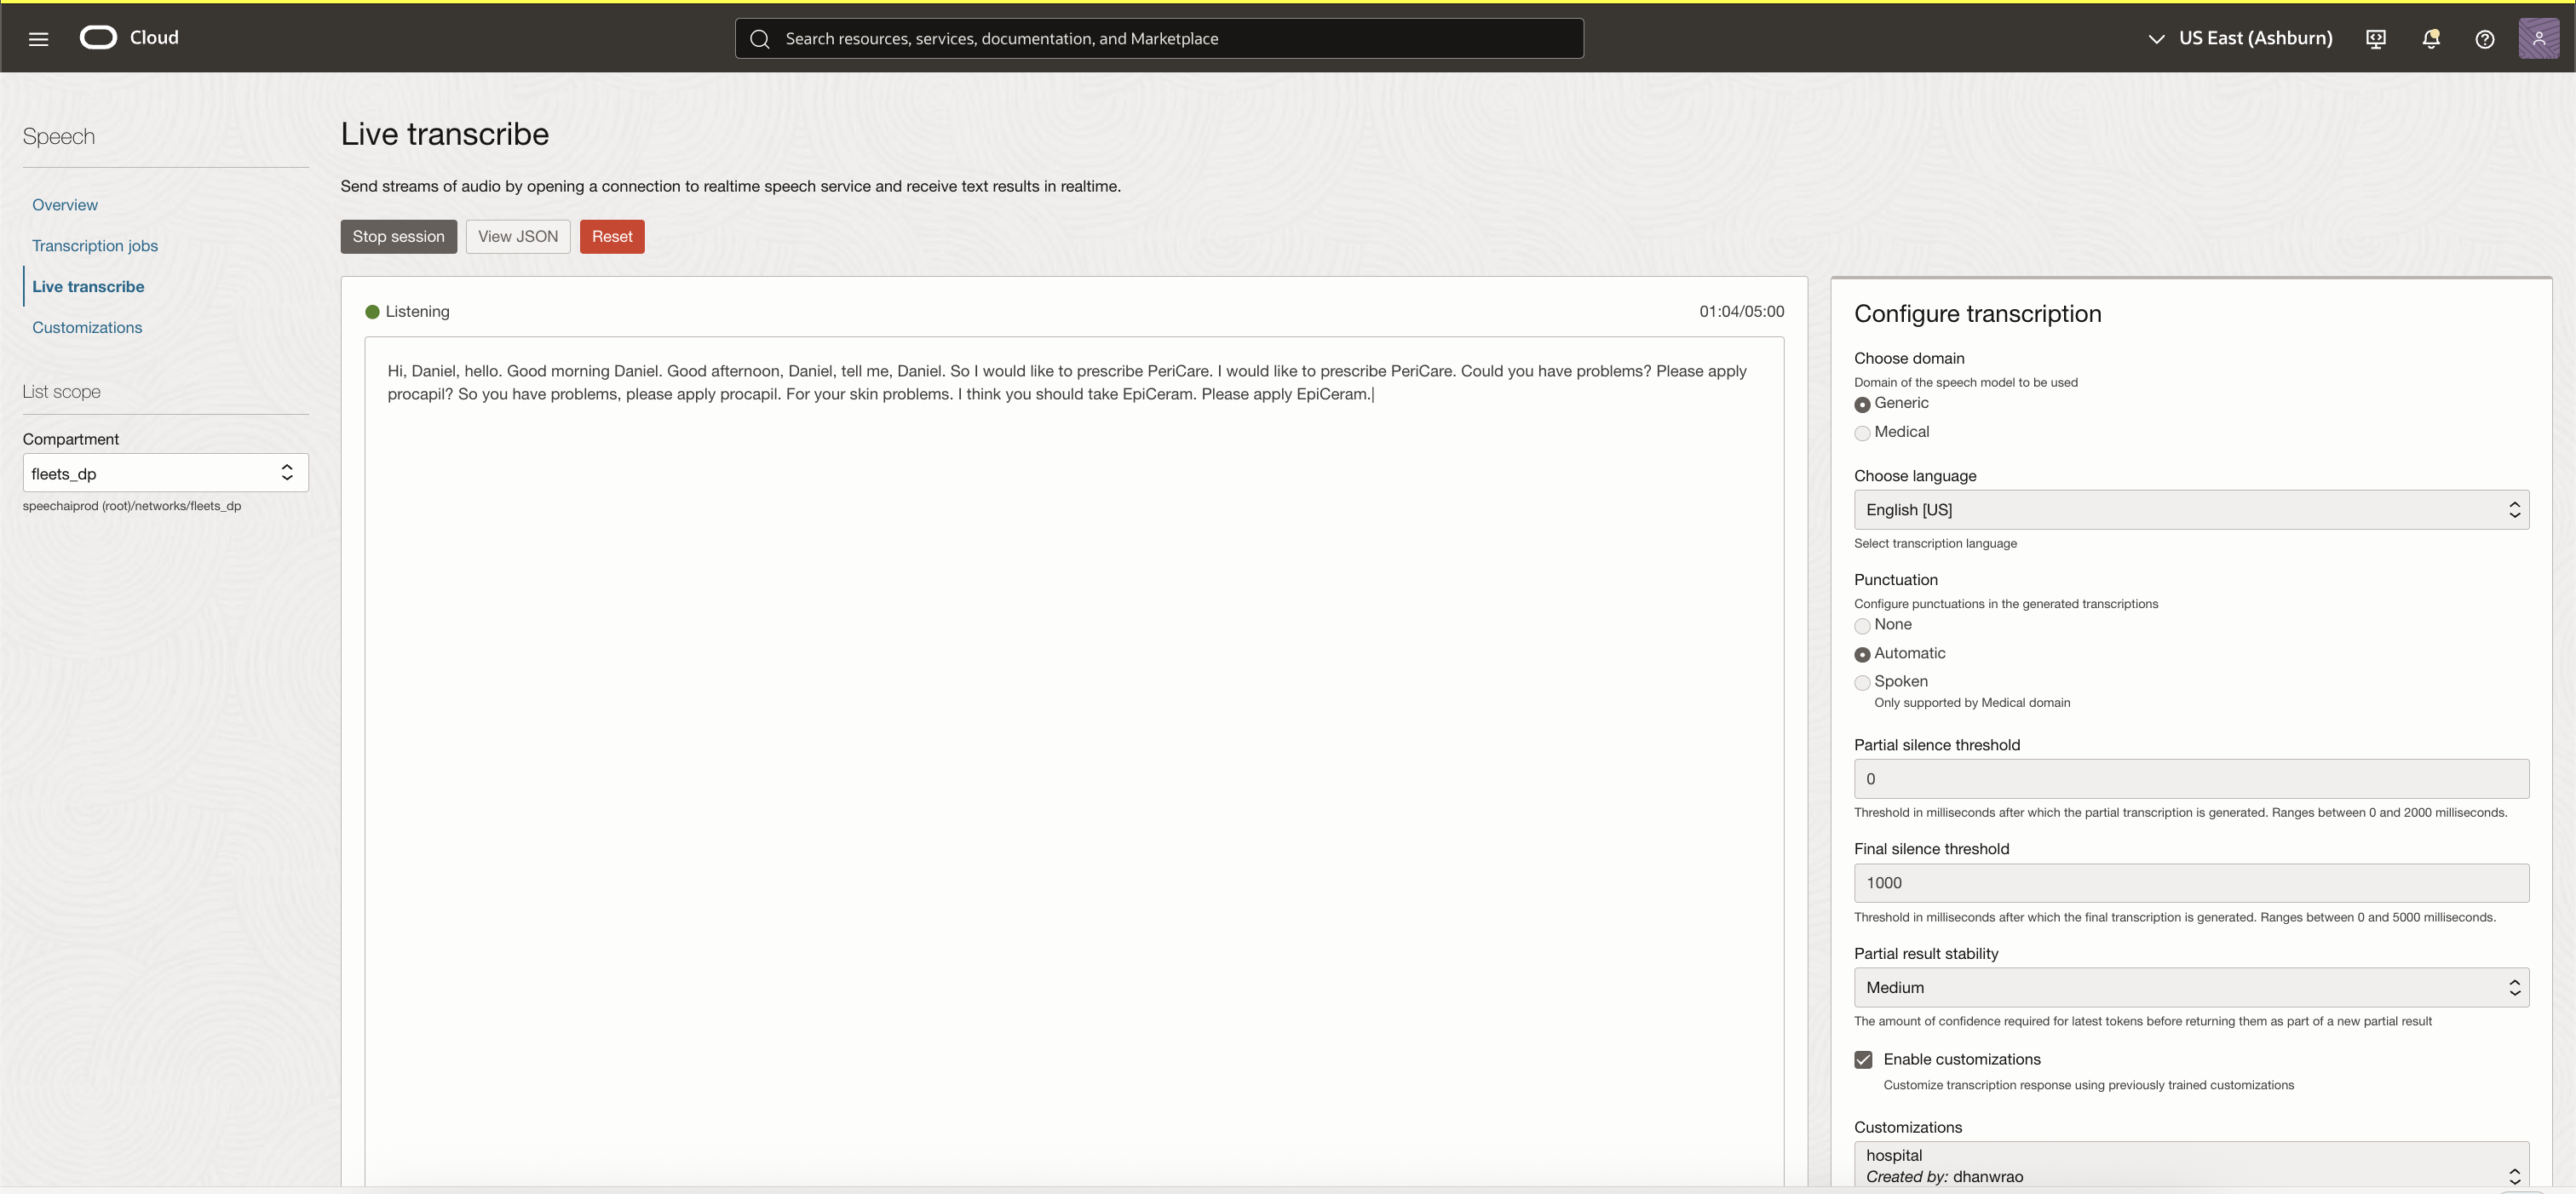 Cloud
Search resources, services, documentation, and Marketplace
US East (Ashburn)
Speech
Overview
Transcription jobs
Live transcribe
Customizations
List scope
Compartment
fleets_dp
speechaiprod (root)/networks/fleets_dp
Live transcribe
Send streams of audio by opening a connection to realtime speech service and receive text results in realtime.
Stop session
View JSON
Reset
Listening
01:04/05:00
Hi, Daniel, hello. Good morning Daniel. Good afternoon, Daniel, tell me, Daniel. So I would like to prescribe PeriCare. I would like to prescribe PeriCare. Could you have problems? Please apply
procapil? So you have problems, please apply procapil. For your skin problems. I think you should take EpiCeram. Please apply EpiCeram.
Configure transcription
Choose domain
Domain of the speech model to be used
Generic
Medical
Choose language
English [US]
Select transcription language
Punctuation
Configure punctuations in the generated transcriptions
None
Automatic
Spoken
Only supported by Medical domain
Partial silence threshold
0
Threshold in milliseconds after which the partial transcription is generated. Ranges between 0 and 2000 milliseconds.
Final silence threshold
1000
Threshold in milliseconds after which the final transcription is generated. Ranges between 0 and 5000 milliseconds.
Partial result stability
Medium
The amount of confidence required for latest tokens before returning them as part of a new partial result
Enable customizations
Customize transcription response using previously trained customizations
Customizations
hospital
Created by: dhanwrao